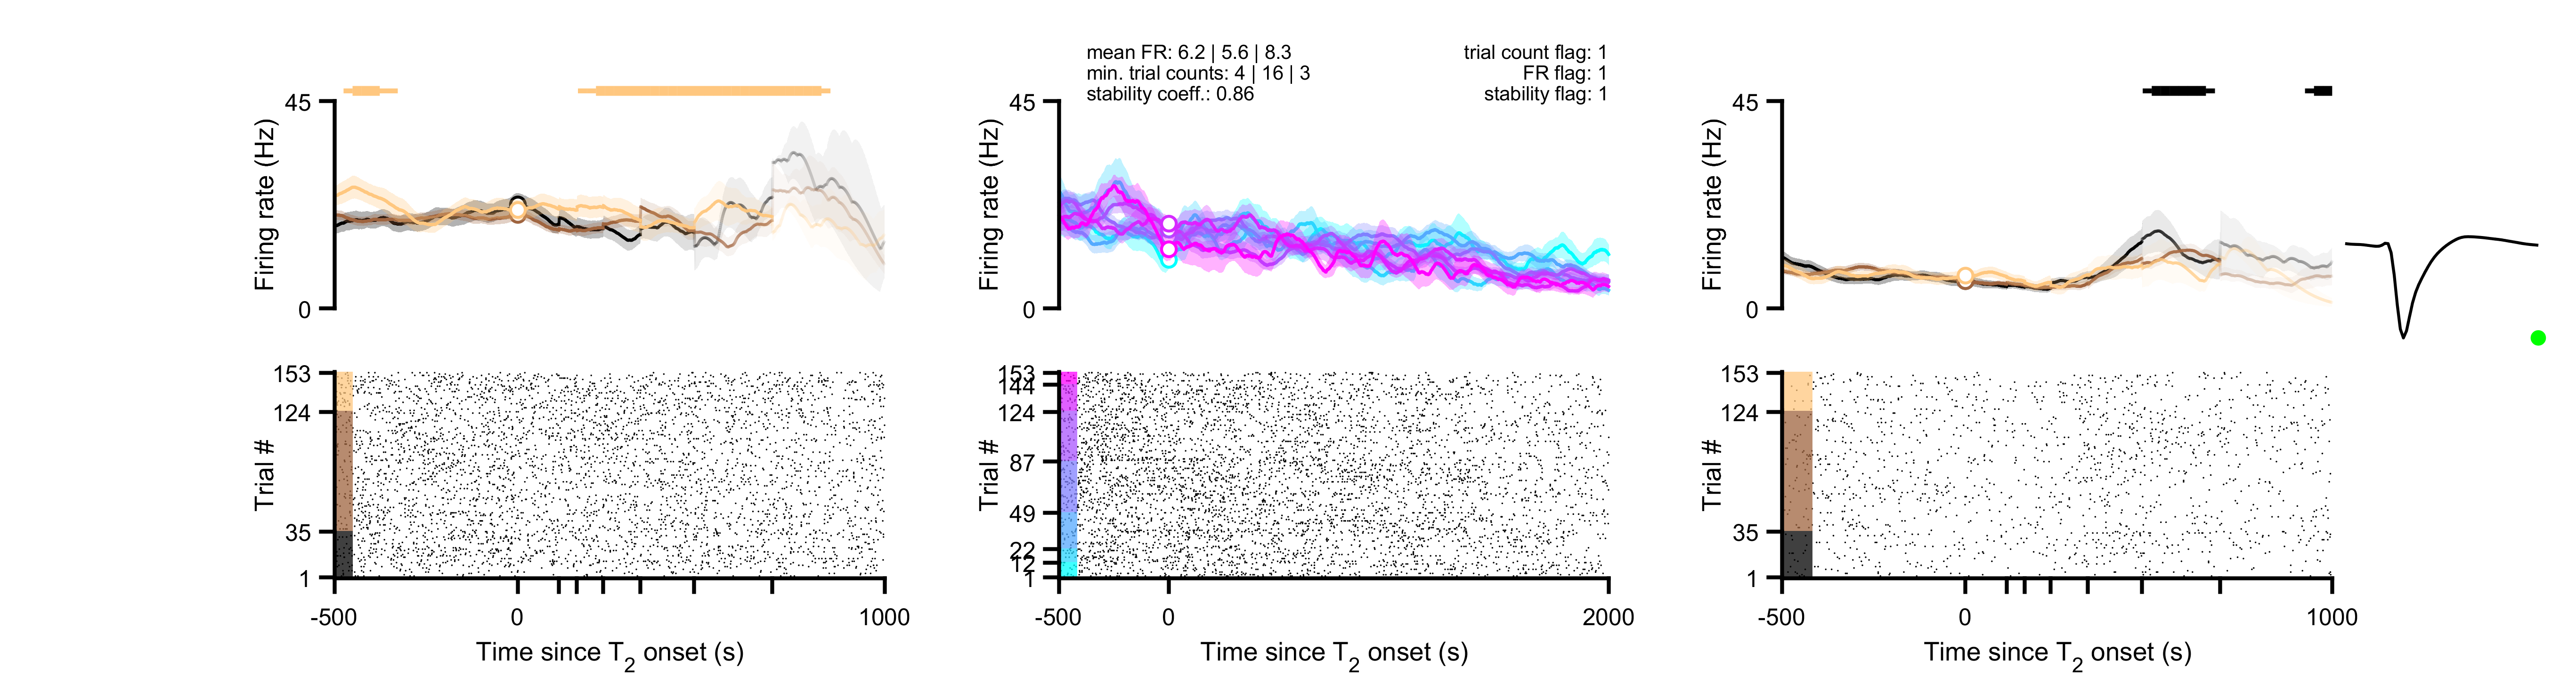 mean FR: 6.2 | 5.6 | 8.3
min. trial counts: 4 | 16 | 3
stability coeff.: 0.86
trial count flag: 1
FR flag: 1
stability flag: 1
45
Firing rate (Hz)
0
153
124
Trial #
35
1
-500
0
1000
Time since T2 onset (s)
45
Firing rate (Hz)
0
153
144
124
Trial #
87
49
22
12
1
-500
0
2000
Time since T2 onset (s)
45
Firing rate (Hz)
0
153
124
Trial #
35
1
-500
0
1000
Time since T2 onset (s)